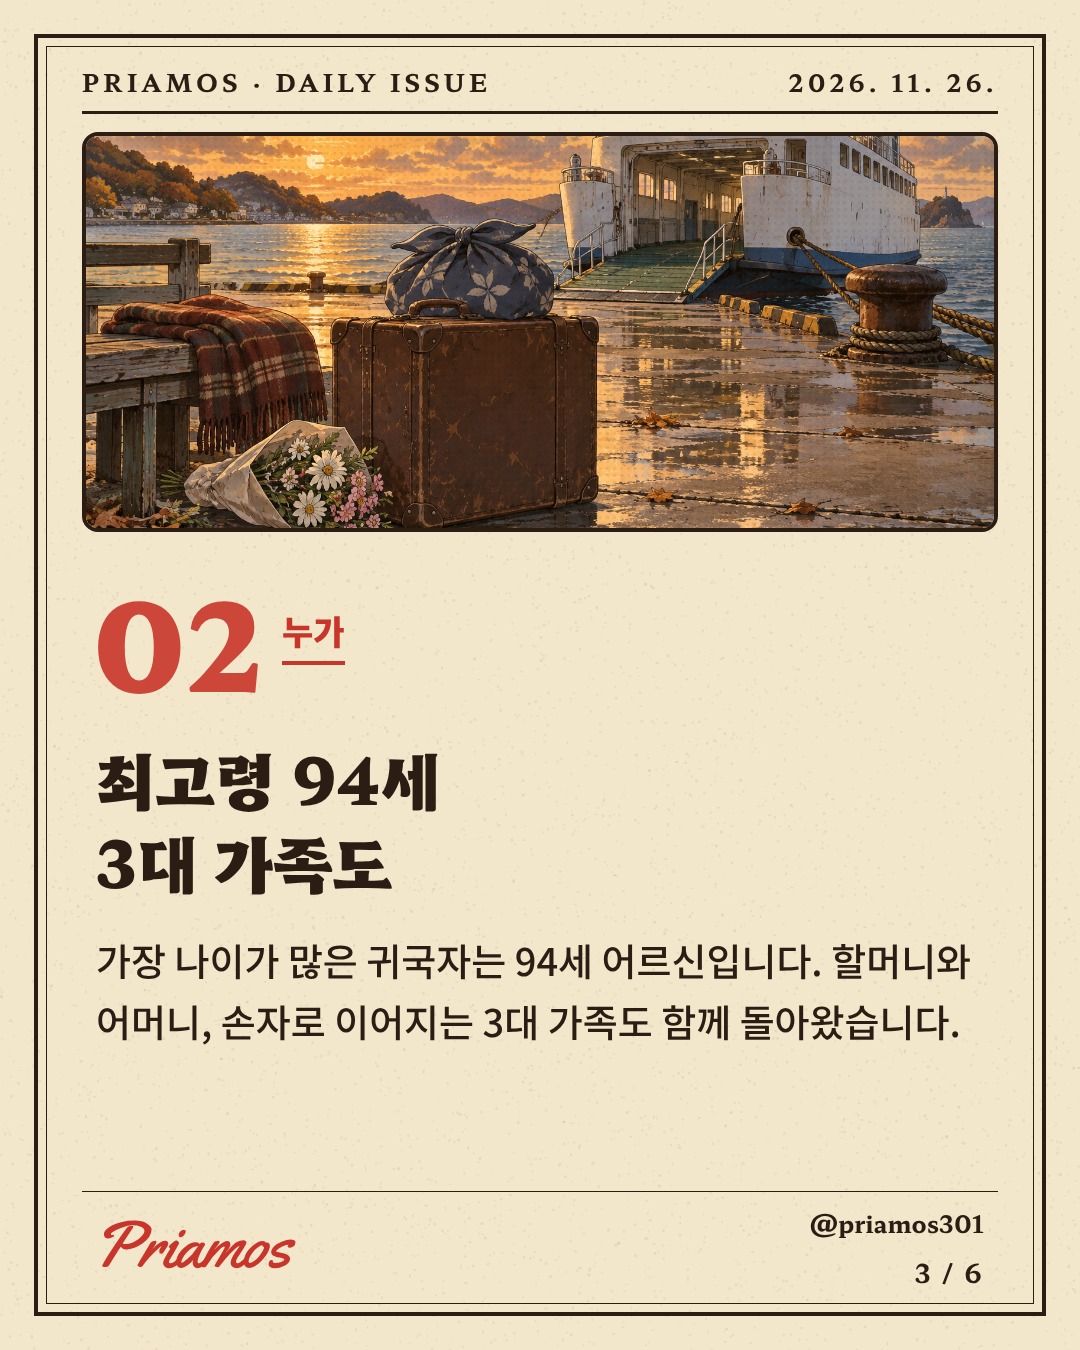 PRIAMOS · DAILY ISSUE
2026. 11. 26.
02 누가
최고령 94세
3대 가족도
가장 나이가 많은 귀국자는 94세 어르신입니다. 할머니와
어머니, 손자로 이어지는 3대 가족도 함께 돌아왔습니다.
Priamos
@priamos301
3 / 6